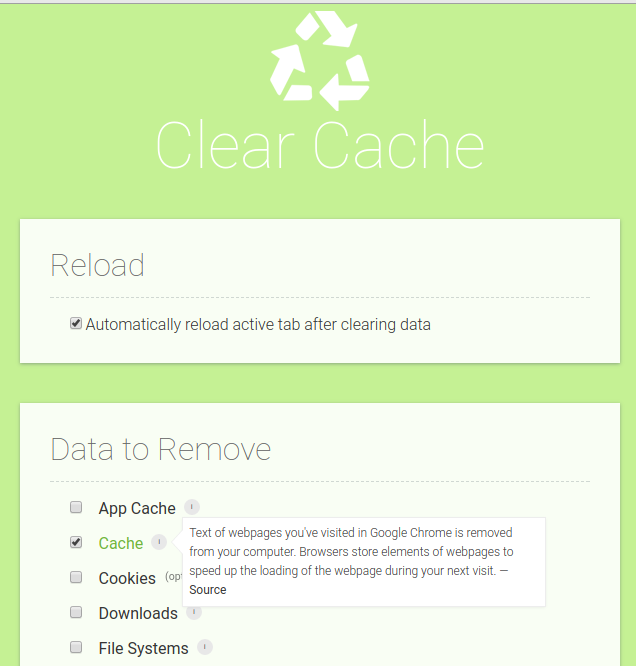 Clear Cache
Reload
Automatically reload active tab after clearing data
Data to Remove
App Cache
Cache
Text of webpages you've visited in Google Chrome is removed
from your computer. Browsers store elements of webpages to
speed up the loading of the webpage during your next visit. —
Source
Cookies
Downloads
File Systems